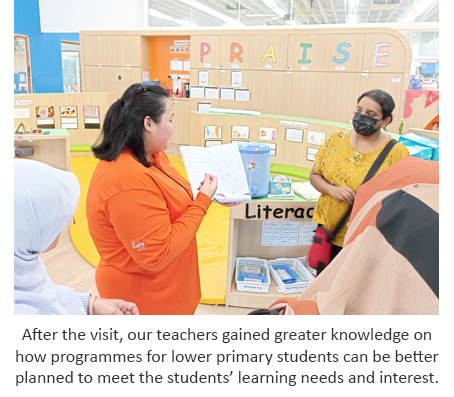 PRAISE
Literac
After the visit, our teachers gained greater knowledge on
how programmes for lower primary students can be better
planned to meet the students' learning needs and interest.